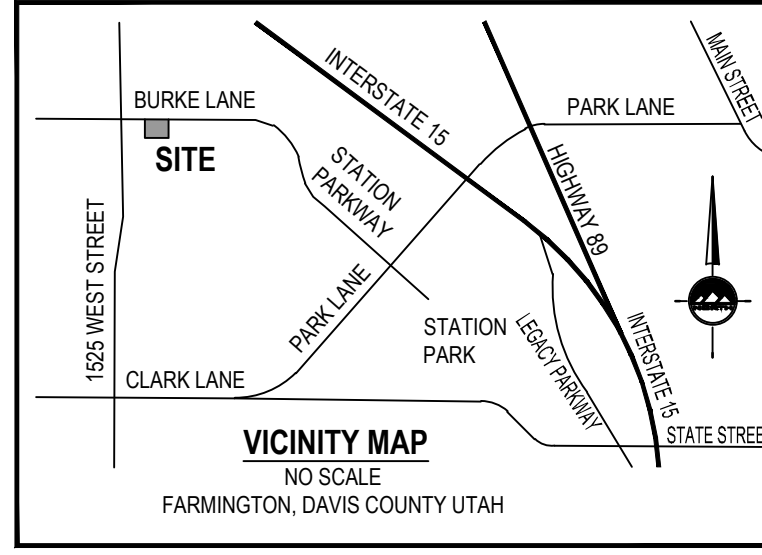 MAIN STREET
INTERSTATE 15
BURKE LANE
PARK LANE
SITE
STATION
PARKWAY
HIGHWAY 89
1525 WEST STREET
PARK LANE
STATION
PARK
LEGACY PARKWAY
INTERSTATE 15
CLARK LANE
STATE STREE
VICINITY MAP
NO SCALE
FARMINGTON, DAVIS COUNTY UTAH